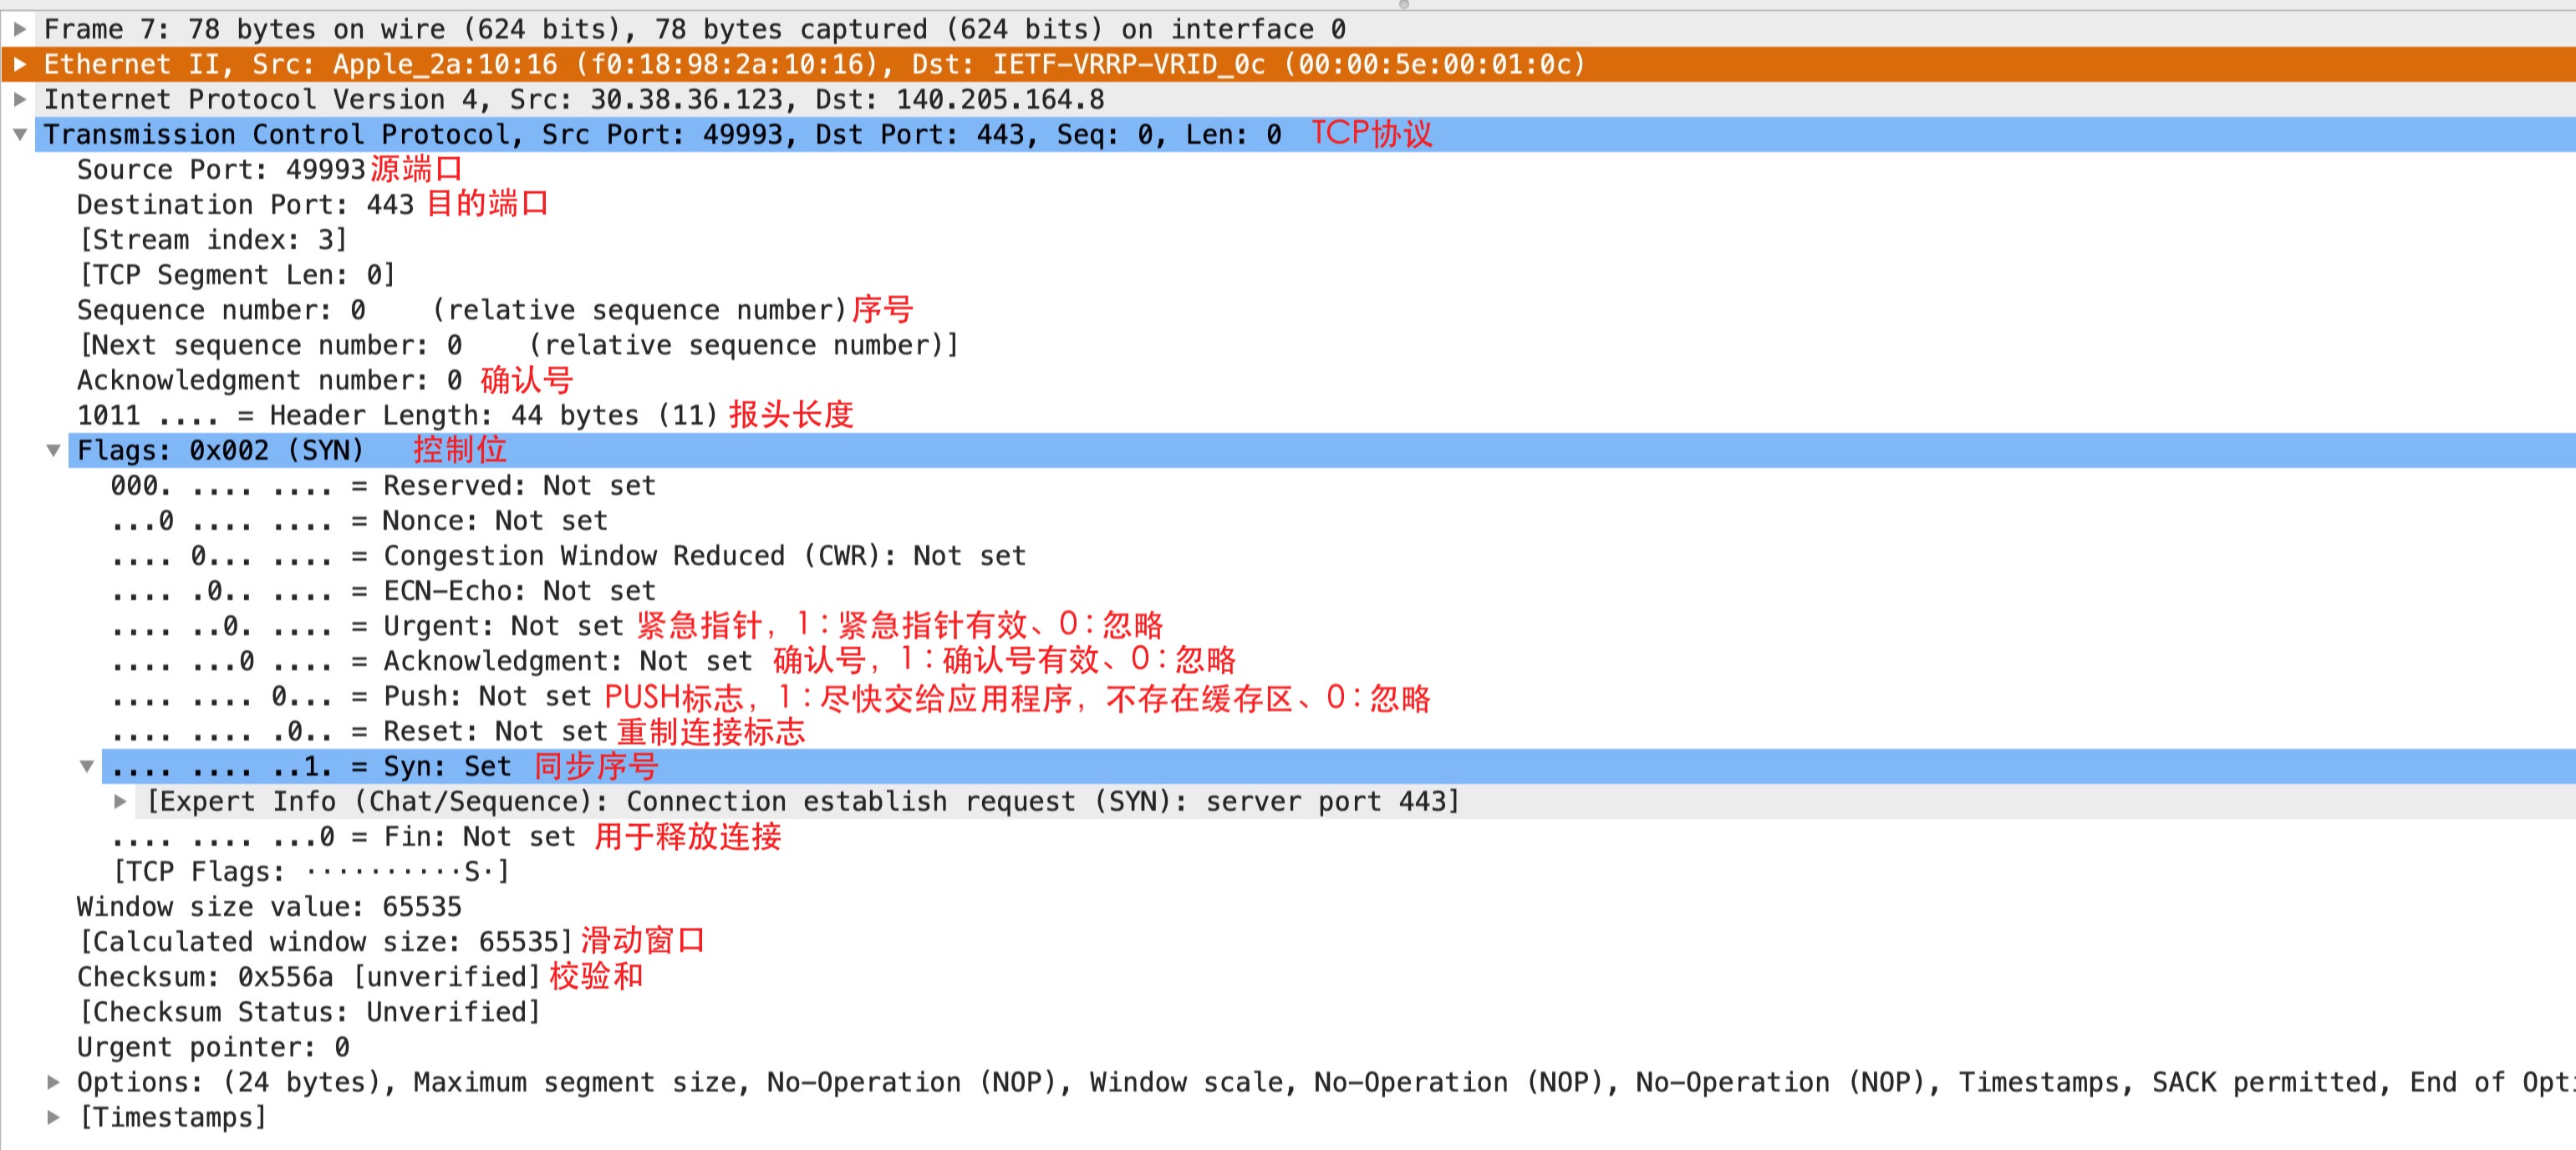 Frame 7: 78 bytes on wire (624 bits), 78 bytes captured (624 bits) on interface 0
Ethernet II, Src: Apple_2a:10:16 (f0:18:98:2a:10:16), Dst: IETF-VRRP-VRID_0c (00:00:5e:00:01:0c)
Internet Protocol Version 4, Src: 30.38.36.123, Dst: 140.205.164.8
Transmission Control Protocol, Src Port: 49993, Dst Port: 443, Seq: 0, Len: 0 TCP协议
Source Port: 49993 源端口
Destination Port: 443 目的端口
[Stream index: 3]
[TCP Segment Len: 0]
Sequence number: 0 (relative sequence number) 序号
[Next sequence number: 0 (relative sequence number)]
Acknowledgment number: 0 确认号
1011 .... = Header Length: 44 bytes (11) 报头长度
Flags: 0x002 (SYN) 控制位
000. .... .... = Reserved: Not set
...0 .... .... = Nonce: Not set
.... 0... .... = Congestion Window Reduced (CWR): Not set
.... .0.. .... = ECN-Echo: Not set
.... ..0. .... = Urgent: Not set 紧急指针，1：紧急指针有效、0：忽略
.... ...0 .... = Acknowledgment: Not set 确认号，1：确认号有效、0：忽略
.... .... 0... = Push: Not set PUSH标志，1：尽快交给应用程序，不存在缓存区、0：忽略
.... .... .0.. = Reset: Not set 重制连接标志
.... .... ..1. = Syn: Set 同步序号
[Expert Info (Chat/Sequence): Connection establish request (SYN): server port 443]
.... .... ...0 = Fin: Not set 用于释放连接
[TCP Flags: ··········S·]
Window size value: 65535
[Calculated window size: 65535] 滑动窗口
Checksum: 0x556a [unverified] 校验和
[Checksum Status: Unverified]
Urgent pointer: 0
Options: (24 bytes), Maximum segment size, No-Operation (NOP), Window scale, No-Operation (NOP), No-Operation (NOP), Timestamps, SACK permitted, End of Opt
[Timestamps]